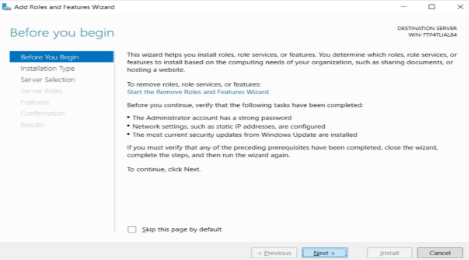 Add Roles and Features Wizard
Before you begin
DESTINATION SERVER
WIN-7TP4TUAL84
Before You Begin
Installation Type
Server Selection
Server Roles
Features
Confirmation
Results
This wizard helps you install roles, role services, or features. You determine which roles, role services, or
features to install based on the computing needs of your organization, such as sharing documents, or
hosting a website.
To remove roles, role services, or features:
Start the Remove Roles and Features Wizard
Before you continue, verify that the following tasks have been completed:
• The Administrator account has a strong password
• Network settings, such as static IP addresses, are configured
• The most current security updates from Windows Update are installed
If you must verify that any of the preceding prerequisites have been completed, close the wizard,
complete the steps, and then run the wizard again.
To continue, click Next.
Skip this page by default
< Previous
Next >
Install
Cancel